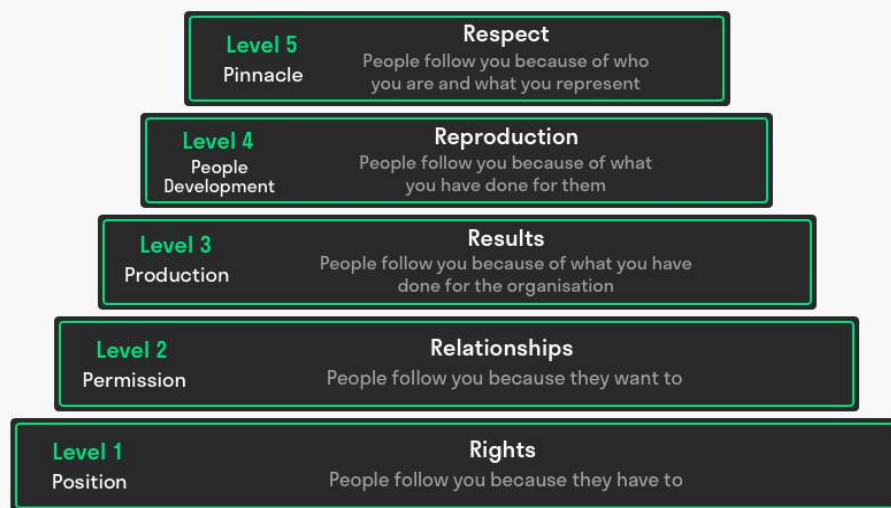 Level 5
Pinnacle
Respect
People follow you because of who
you are and what you represent
Level 4
People
Development
Reproduction
People follow you because of what
you have done for them
Level 3
Production
Results
People follow you because of what you have
done for the organisation
Level 2
Permission
Relationships
People follow you because they want to
Level 1
Position
Rights
People follow you because they have to